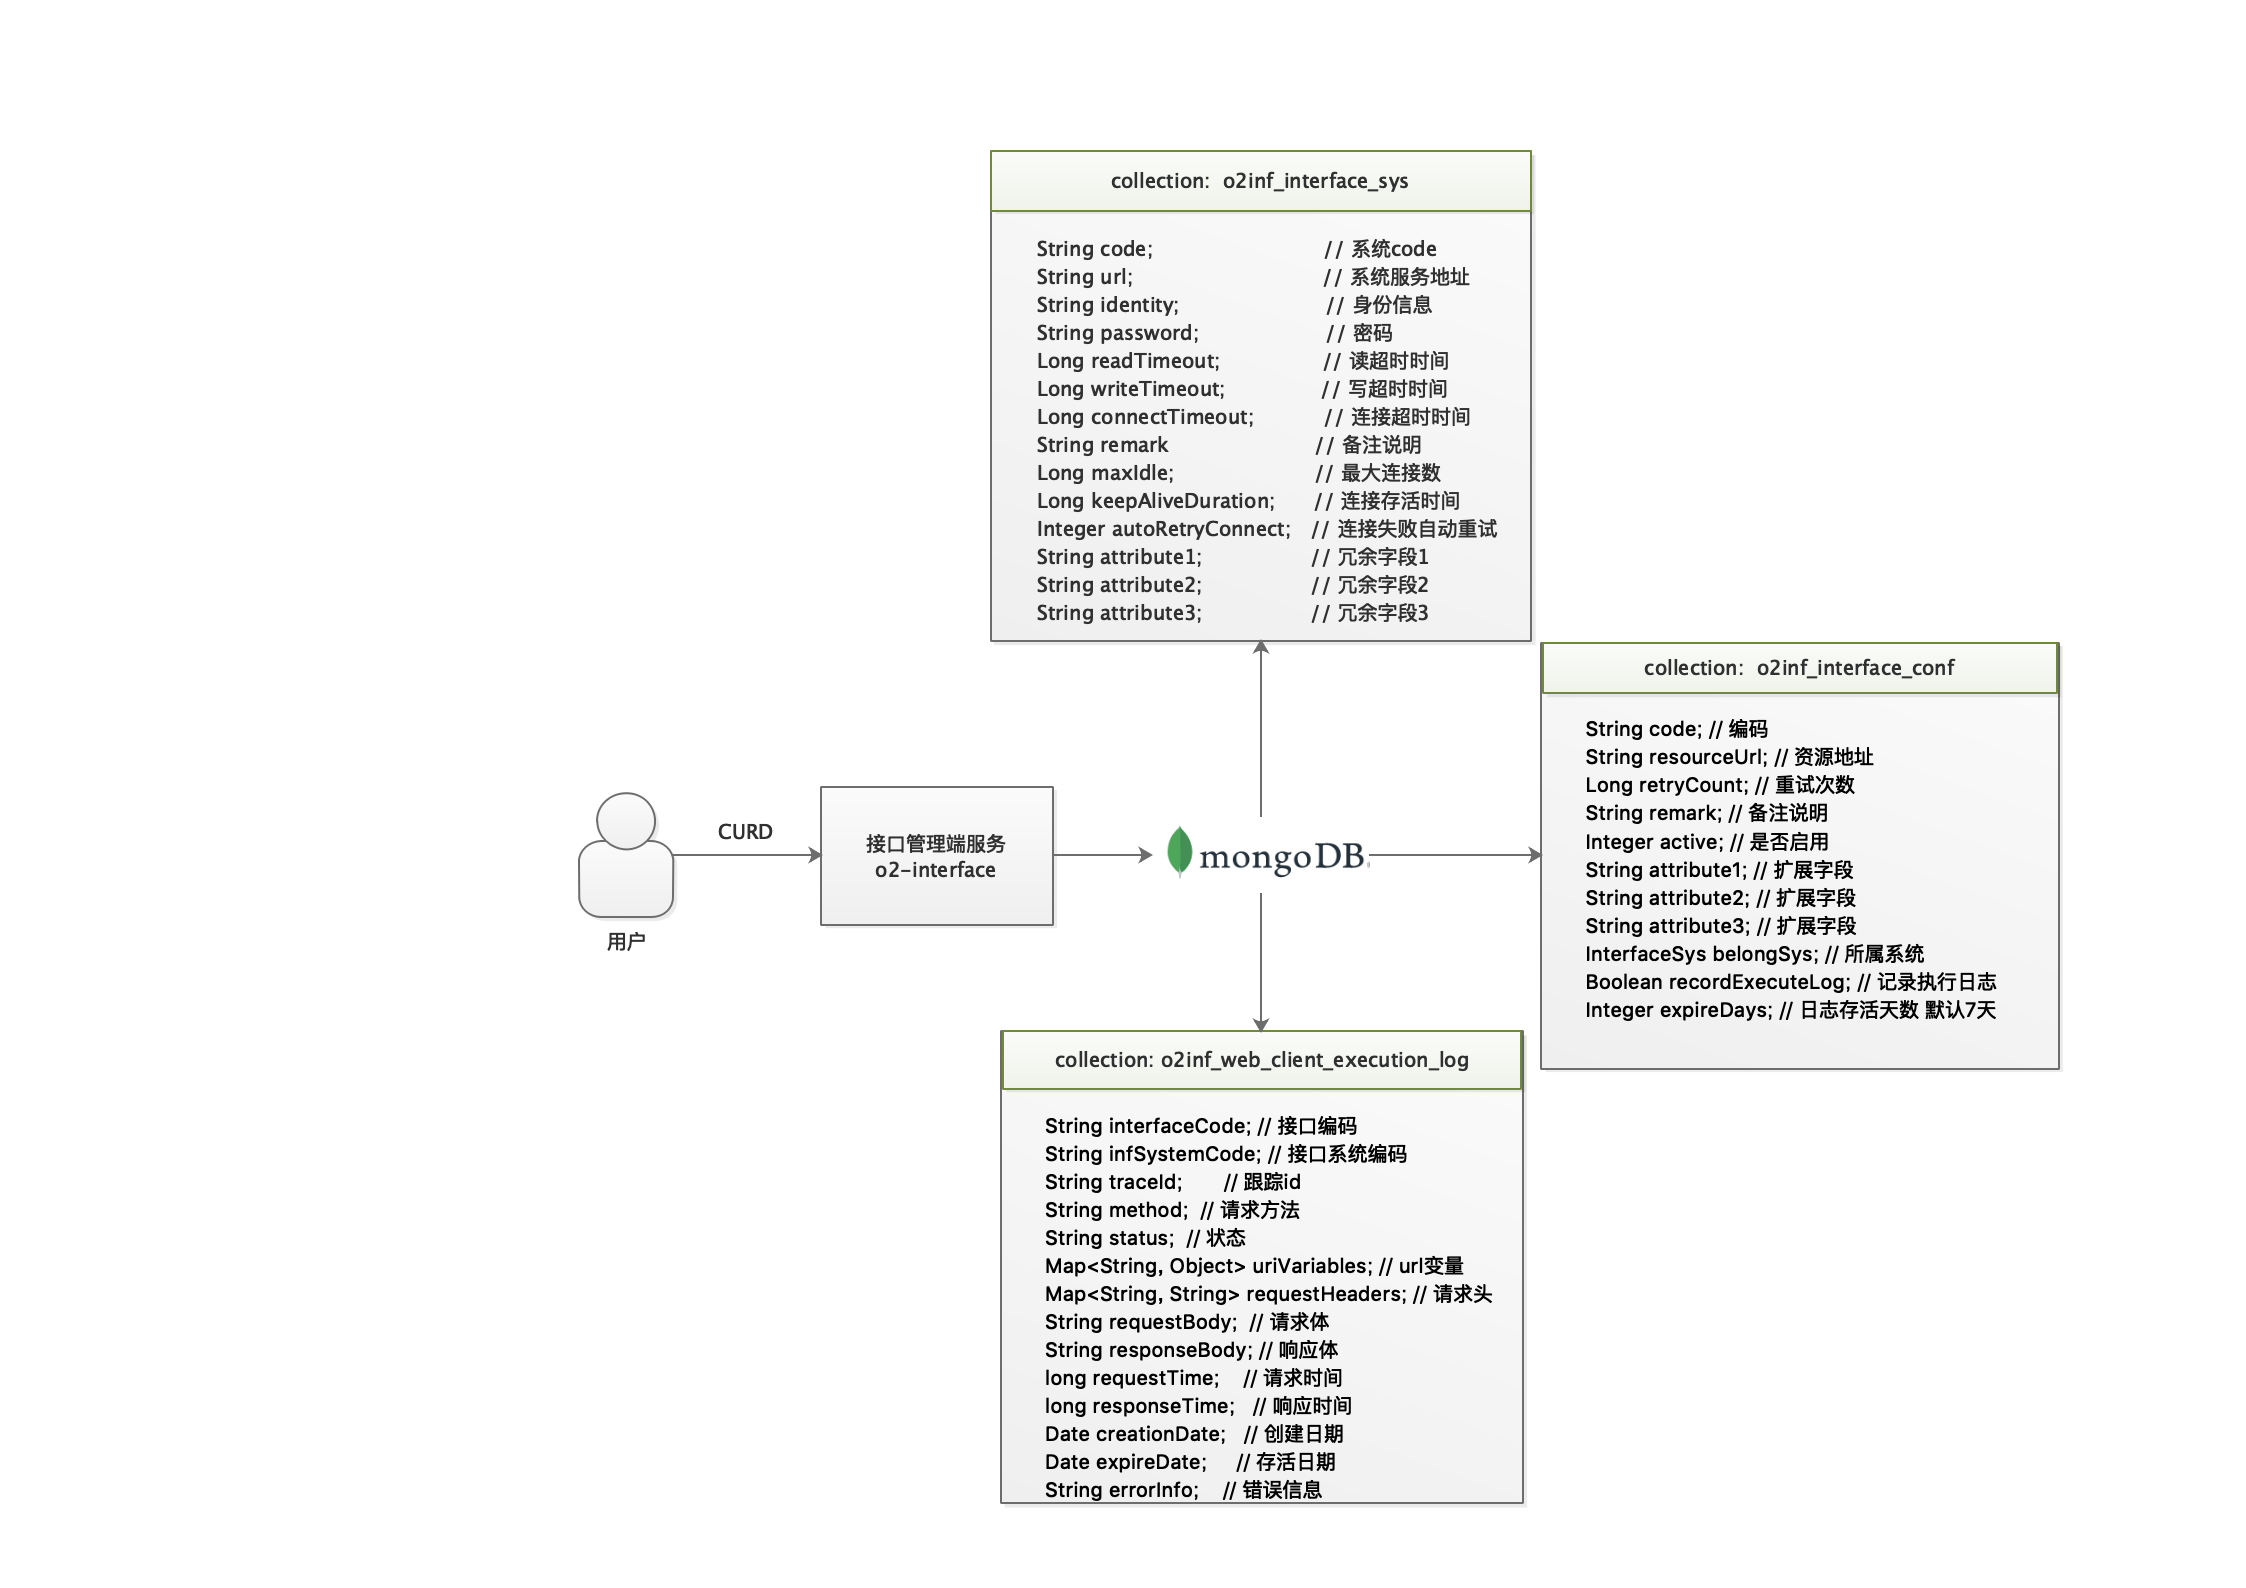 collection:  o2inf_interface_sys
String code; // 系统code
String url; // 系统服务地址
String identity; // 身份信息
String password; // 密码
Long readTimeout; // 读超时时间
Long writeTimeout; // 写超时时间
Long connectTimeout; // 连接超时时间
String remark // 备注说明
Long maxIdle; // 最大连接数
Long keepAliveDuration; // 连接存活时间
Integer autoRetryConnect; // 连接失败自动重试
String attribute1; // 冗余字段1
String attribute2; // 冗余字段2
String attribute3; // 冗余字段3
collection:  o2inf_interface_conf
String code; // 编码
String resourceUrl; // 资源地址
Long retryCount; // 重试次数
String remark; // 备注说明
Integer active; // 是否启用
String attribute1; // 扩展字段
String attribute2; // 扩展字段
String attribute3; // 扩展字段
InterfaceSys belongSys; // 所属系统
Boolean recordExecuteLog; // 记录执行日志
Integer expireDays; // 日志存活天数 默认7天
CURD
用户
接口管理端服务
o2-interface
mongoDB
collection: o2inf_web_client_execution_log
String interfaceCode; // 接口编码
String infSystemCode; // 接口系统编码
String traceId; // 跟踪id
String method; // 请求方法
String status; // 状态
Map<String, Object> uriVariables; // url变量
Map<String, String> requestHeaders; // 请求头
String requestBody; // 请求体
String responseBody; // 响应体
long requestTime; // 请求时间
long responseTime; // 响应时间
Date creationDate; // 创建日期
Date expireDate; // 存活日期
String errorInfo; // 错误信息